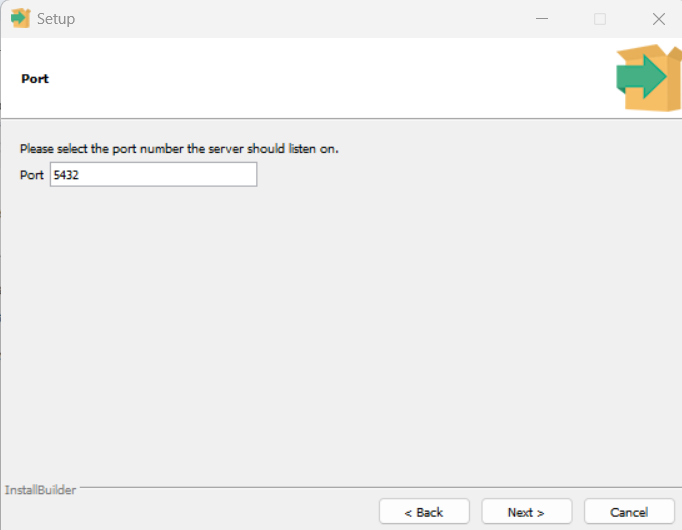 Setup
Port
Please select the port number the server should listen on.
Port 5432
InstallBuilder
< Back Next > Cancel